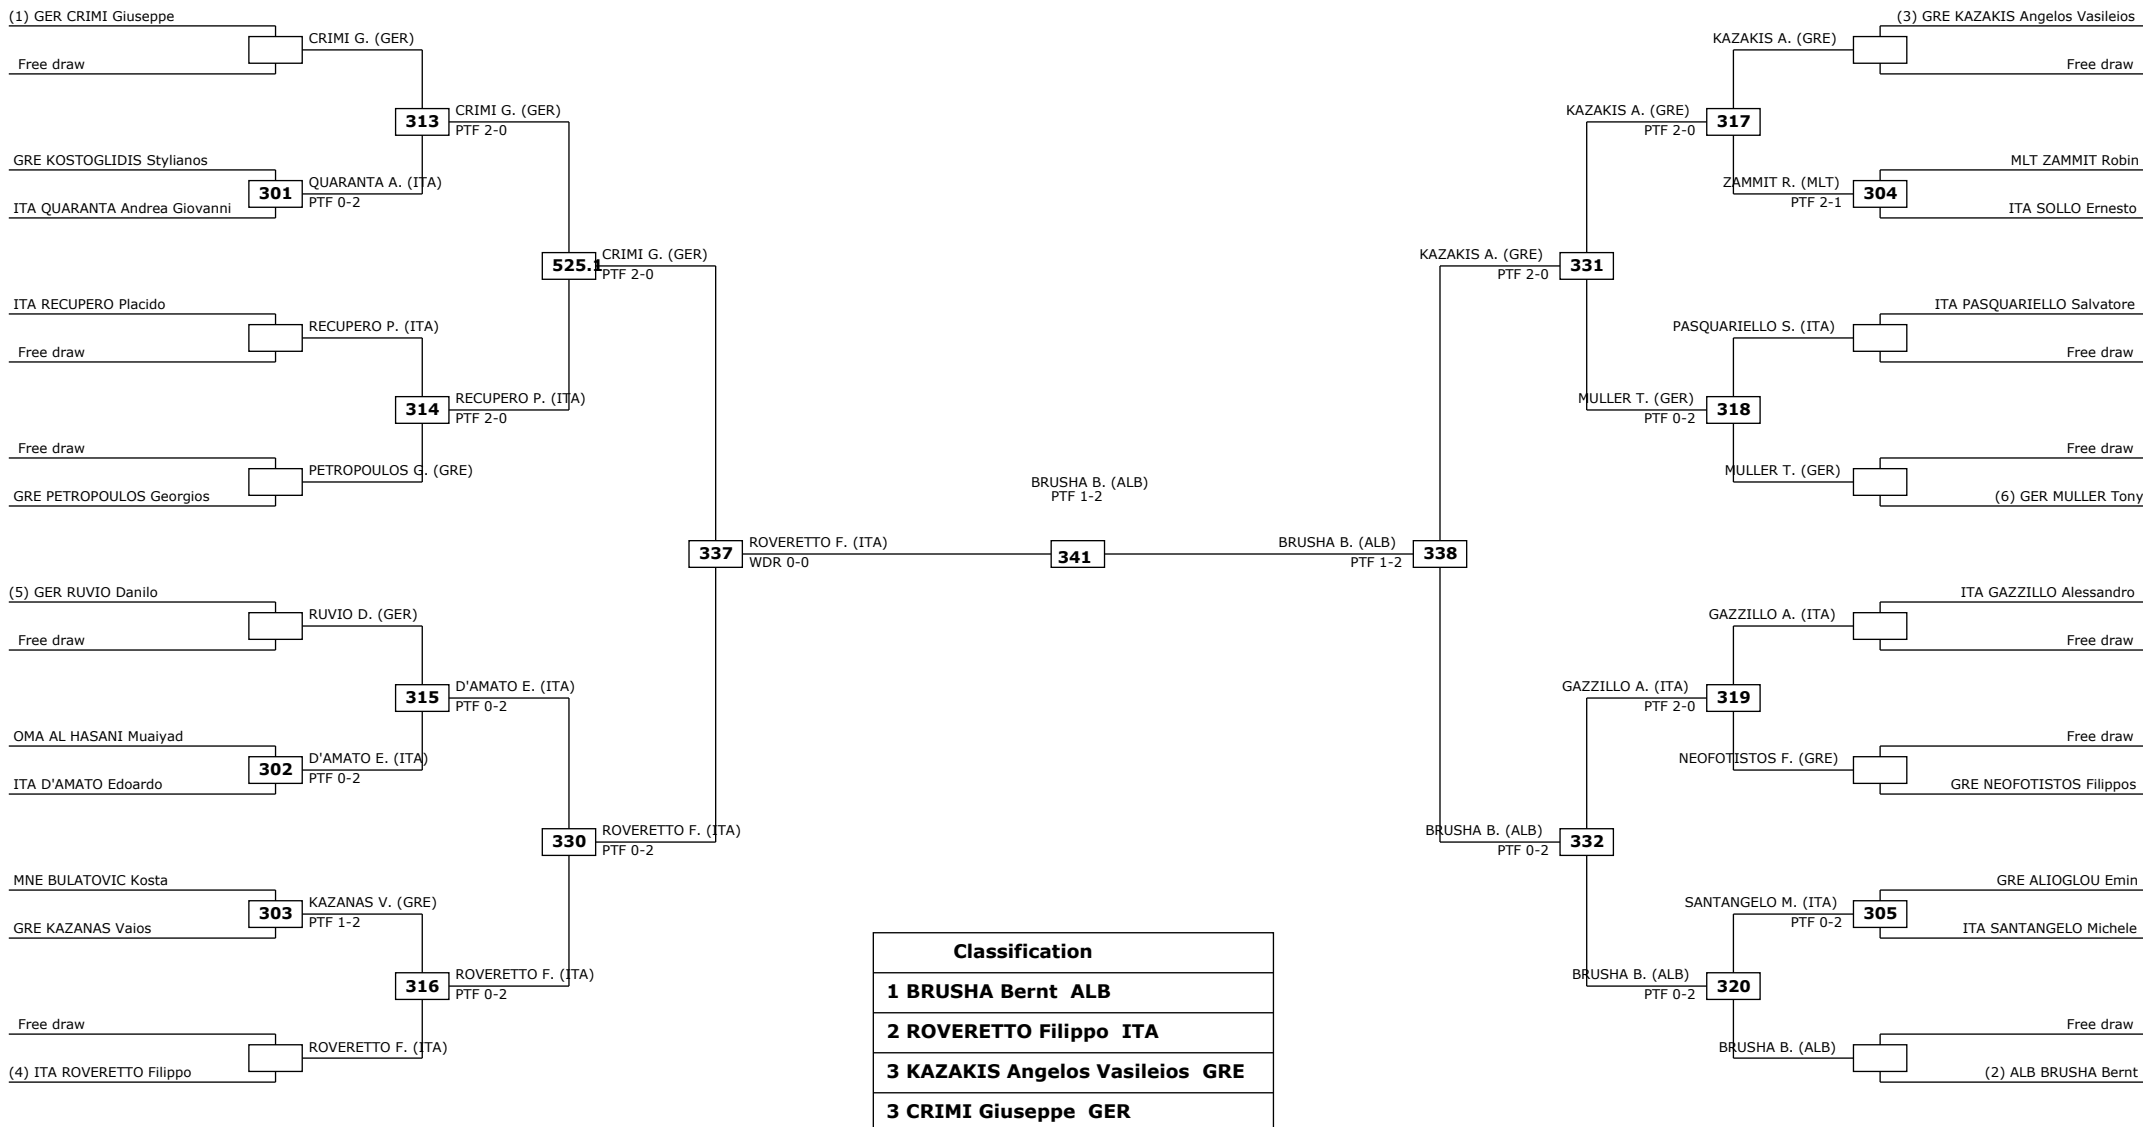 (1) GER CRIMI Giuseppe
CRIMI G. (GER)
Free draw
313
CRIMI G. (GER)
PTF 2-0
GRE KOSTOGLIDIS Stylianos
301
QUARANTA A. (ITA)
PTF 0-2
ITA QUARANTA Andrea Giovanni
525.1
CRIMI G. (GER)
PTF 2-0
ITA RECUPERO Placido
RECUPERO P. (ITA)
Free draw
314
RECUPERO P. (ITA)
PTF 2-0
Free draw
PETROPOULOS G. (GRE)
GRE PETROPOULOS Georgios
337
ROVERETTO F. (ITA)
WDR 0-0
(5) GER RUVIO Danilo
RUVIO D. (GER)
Free draw
315
D'AMATO E. (ITA)
PTF 0-2
OMA AL HASANI Muaiyad
302
D'AMATO E. (ITA)
PTF 0-2
ITA D'AMATO Edoardo
330
ROVERETTO F. (ITA)
PTF 0-2
MNE BULATOVIC Kosta
303
KAZANAS V. (GRE)
PTF 1-2
GRE KAZANAS Vaios
316
ROVERETTO F. (ITA)
PTF 0-2
Free draw
ROVERETTO F. (ITA)
(4) ITA ROVERETTO Filippo
BRUSHA B. (ALB)
PTF 1-2
341
(3) GRE KAZAKIS Angelos Vasileios
KAZAKIS A. (GRE)
Free draw
KAZAKIS A. (GRE)
PTF 2-0
317
MLT ZAMMIT Robin
ZAMMIT R. (MLT)
PTF 2-1
304
ITA SOLLO Ernesto
KAZAKIS A. (GRE)
PTF 2-0
331
ITA PASQUARIELLO Salvatore
PASQUARIELLO S. (ITA)
Free draw
MULLER T. (GER)
PTF 0-2
318
Free draw
MULLER T. (GER)
(6) GER MULLER Tony
BRUSHA B. (ALB)
PTF 1-2
338
ITA GAZZILLO Alessandro
GAZZILLO A. (ITA)
Free draw
GAZZILLO A. (ITA)
PTF 2-0
319
Free draw
NEOFOTISTOS F. (GRE)
GRE NEOFOTISTOS Filippos
BRUSHA B. (ALB)
PTF 0-2
332
GRE ALIOGLOU Emin
SANTANGELO M. (ITA)
PTF 0-2
305
ITA SANTANGELO Michele
BRUSHA B. (ALB)
PTF 0-2
320
Free draw
BRUSHA B. (ALB)
(2) ALB BRUSHA Bernt
Classification
1 BRUSHA Bernt ALB
2 ROVERETTO Filippo ITA
3 KAZAKIS Angelos Vasileios GRE
3 CRIMI Giuseppe GER